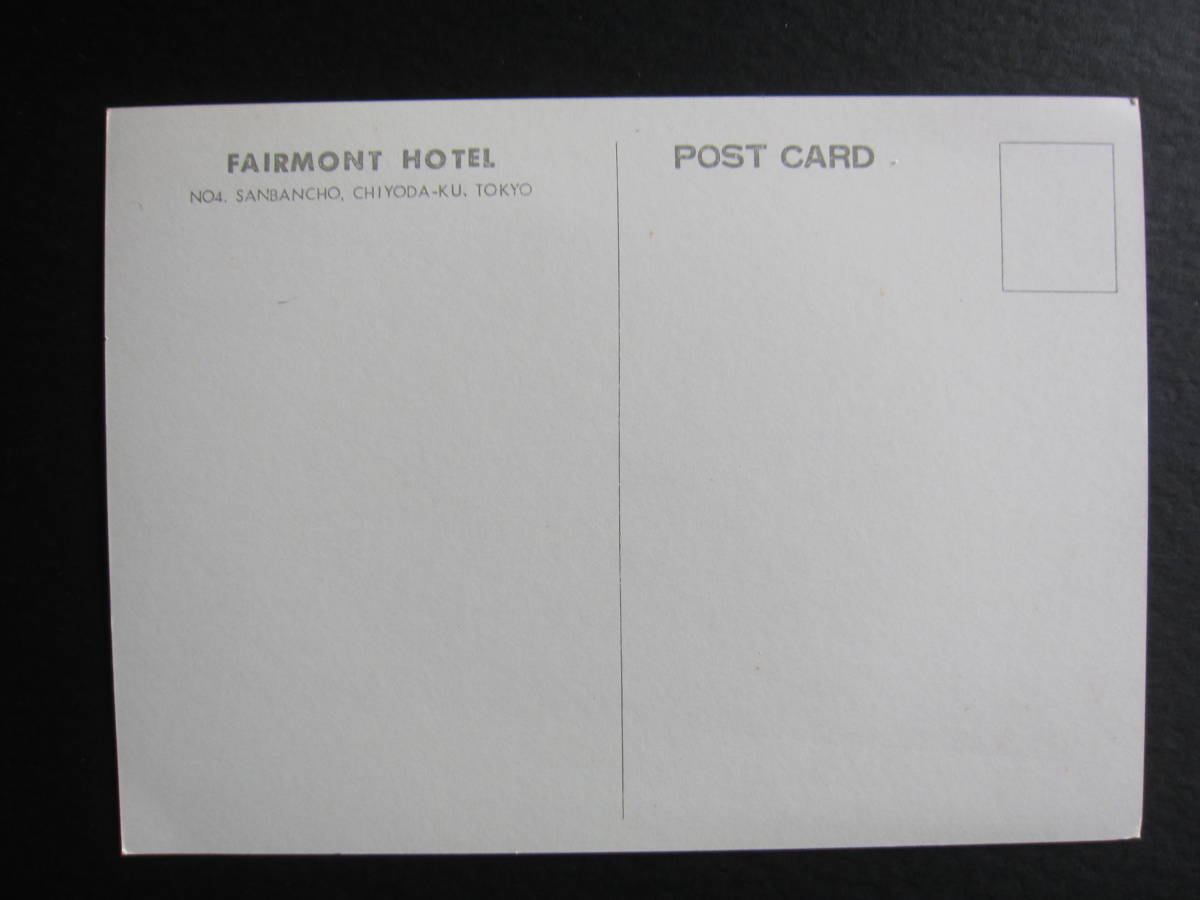 FAIRMONT HOTEL
NO4. SANBANCHO, CHIYODA-KU, TOKYO
POST CARD